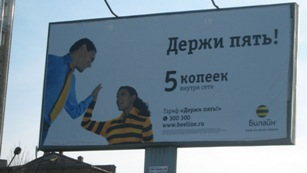 Держи пять!
5 копеек
внутри сети
Тариф «Держи пять!»
300 300
www.beeline.ru
Билайн